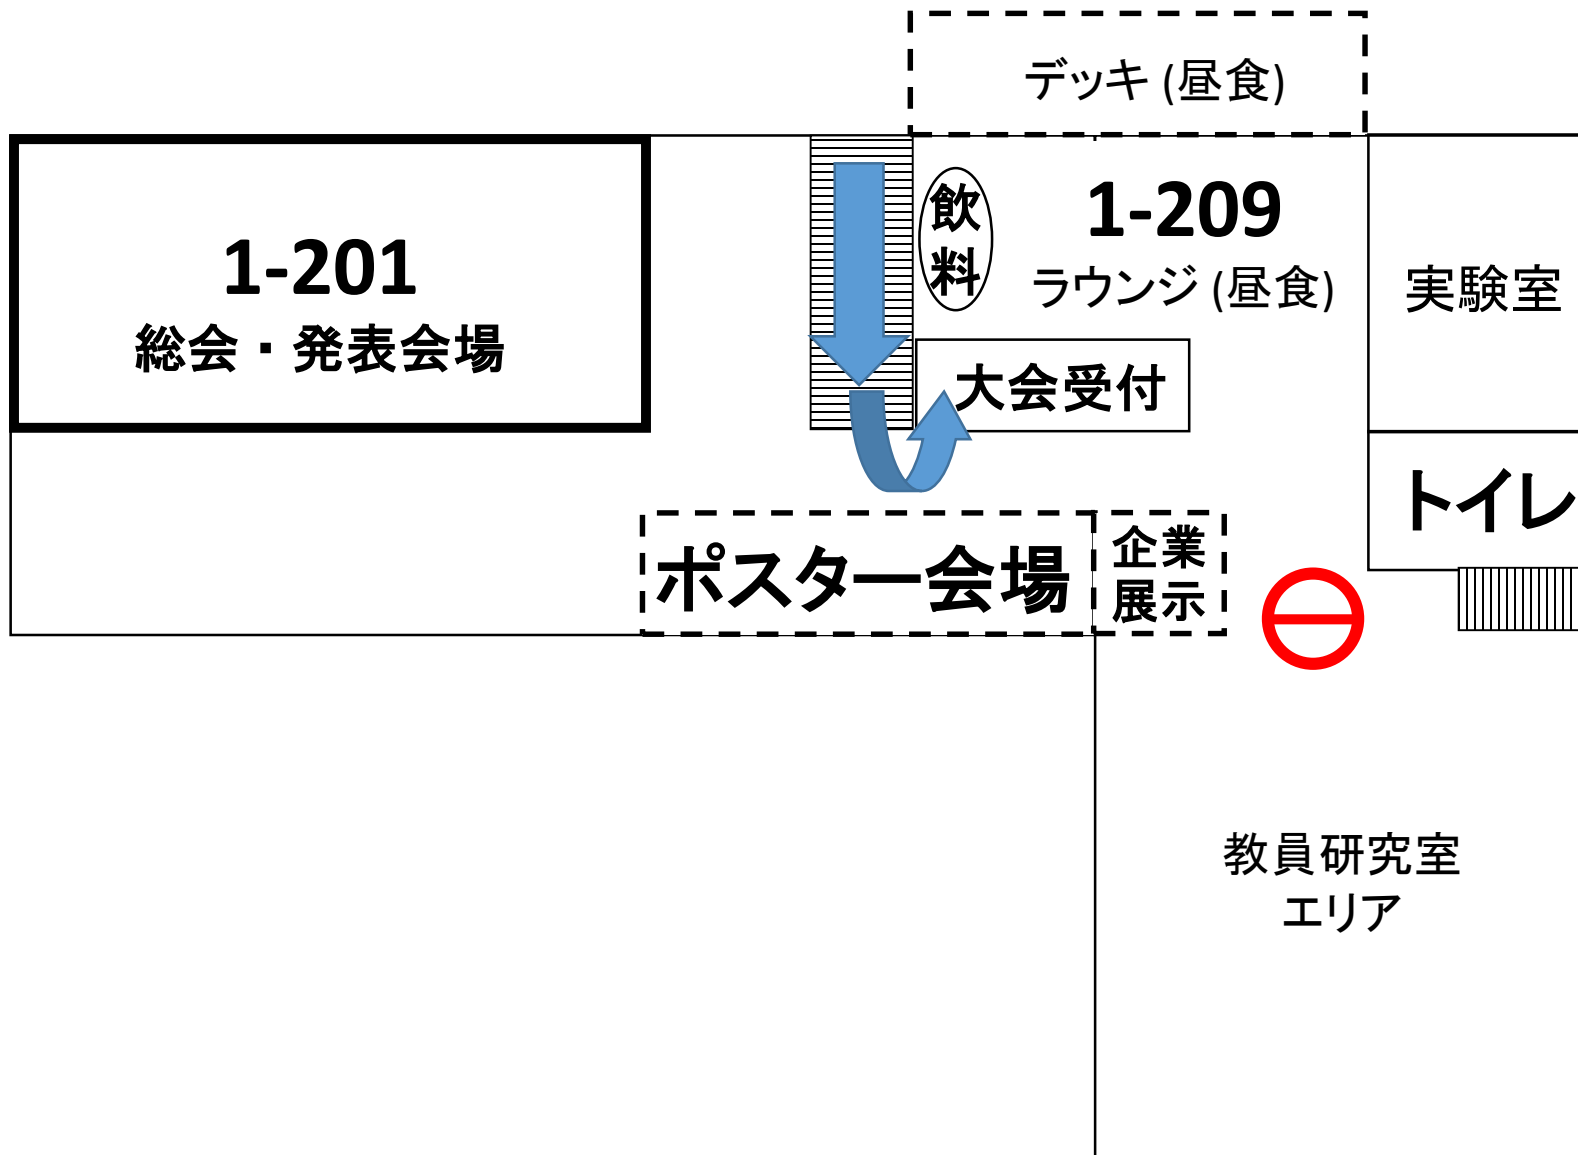 デッキ (昼食)
1-201
総会・発表会場
飲
料
1-209
ラウンジ (昼食)
実験室
大会受付
トイレ
ポスター会場
企業
展示
教員研究室
エリア